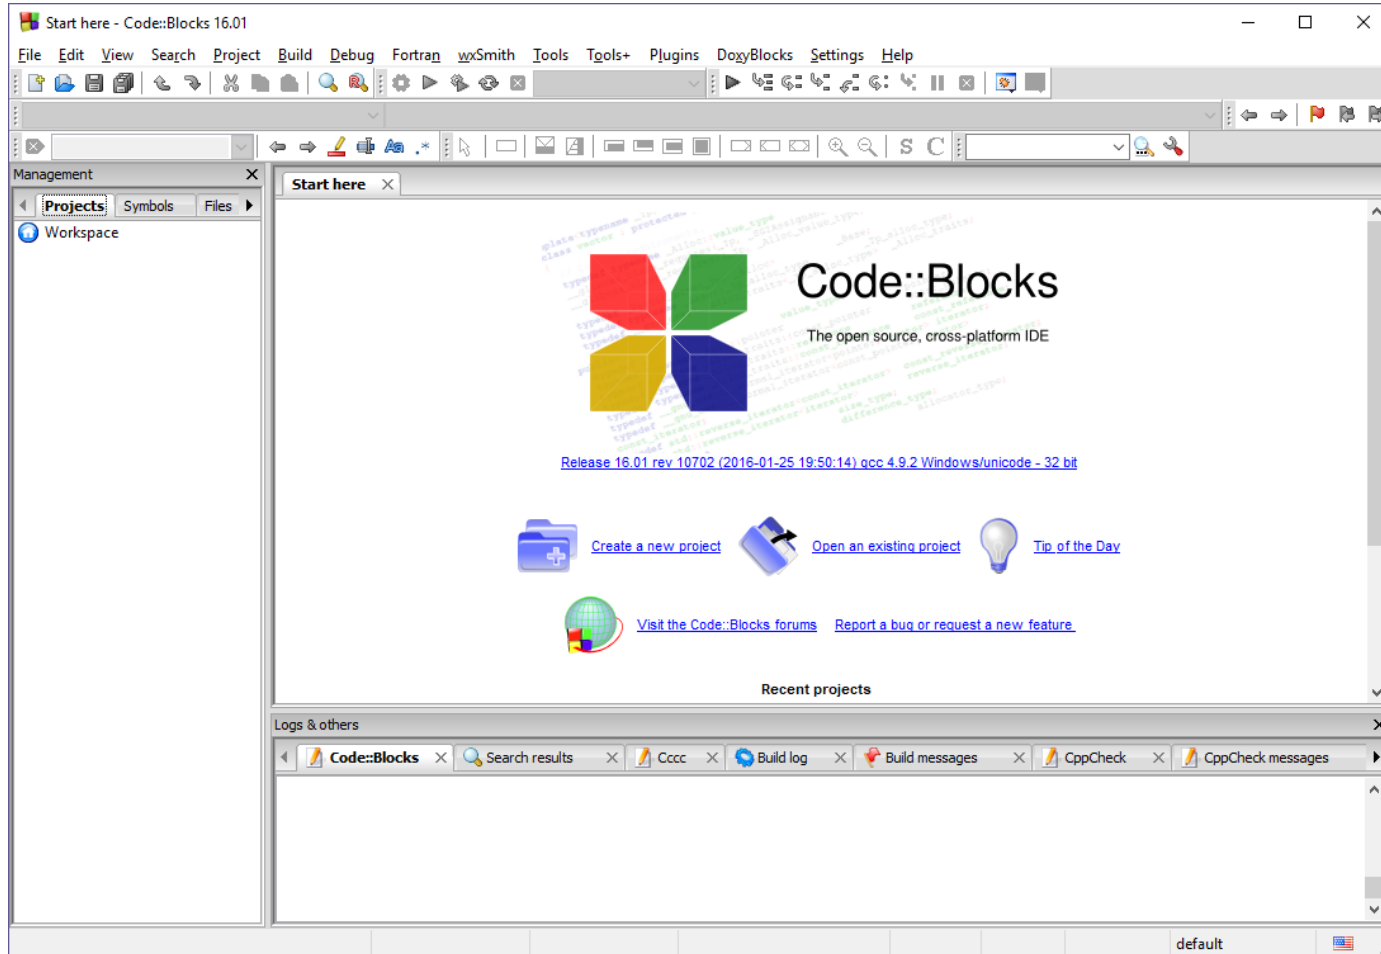 Start here - Code::Blocks 16.01
File Edit View Search Project Build Debug Fortran wxSmith Tools Tools+ Plugins DoxyBlocks Settings Help
S C
Management
Projects Symbols Files
Workspace
Start here
Code::Blocks
The open source, cross-platform IDE
Release 16.01 rev 10702 (2016-01-25 19:50:14) gcc 4.9.2 Windows/unicode - 32 bit
Create a new project Open an existing project Tip of the Day
Visit the Code::Blocks forums Report a bug or request a new feature
Recent projects
Logs & others
Code::Blocks Search results Cccc Build log Build messages CppCheck CppCheck messages
default